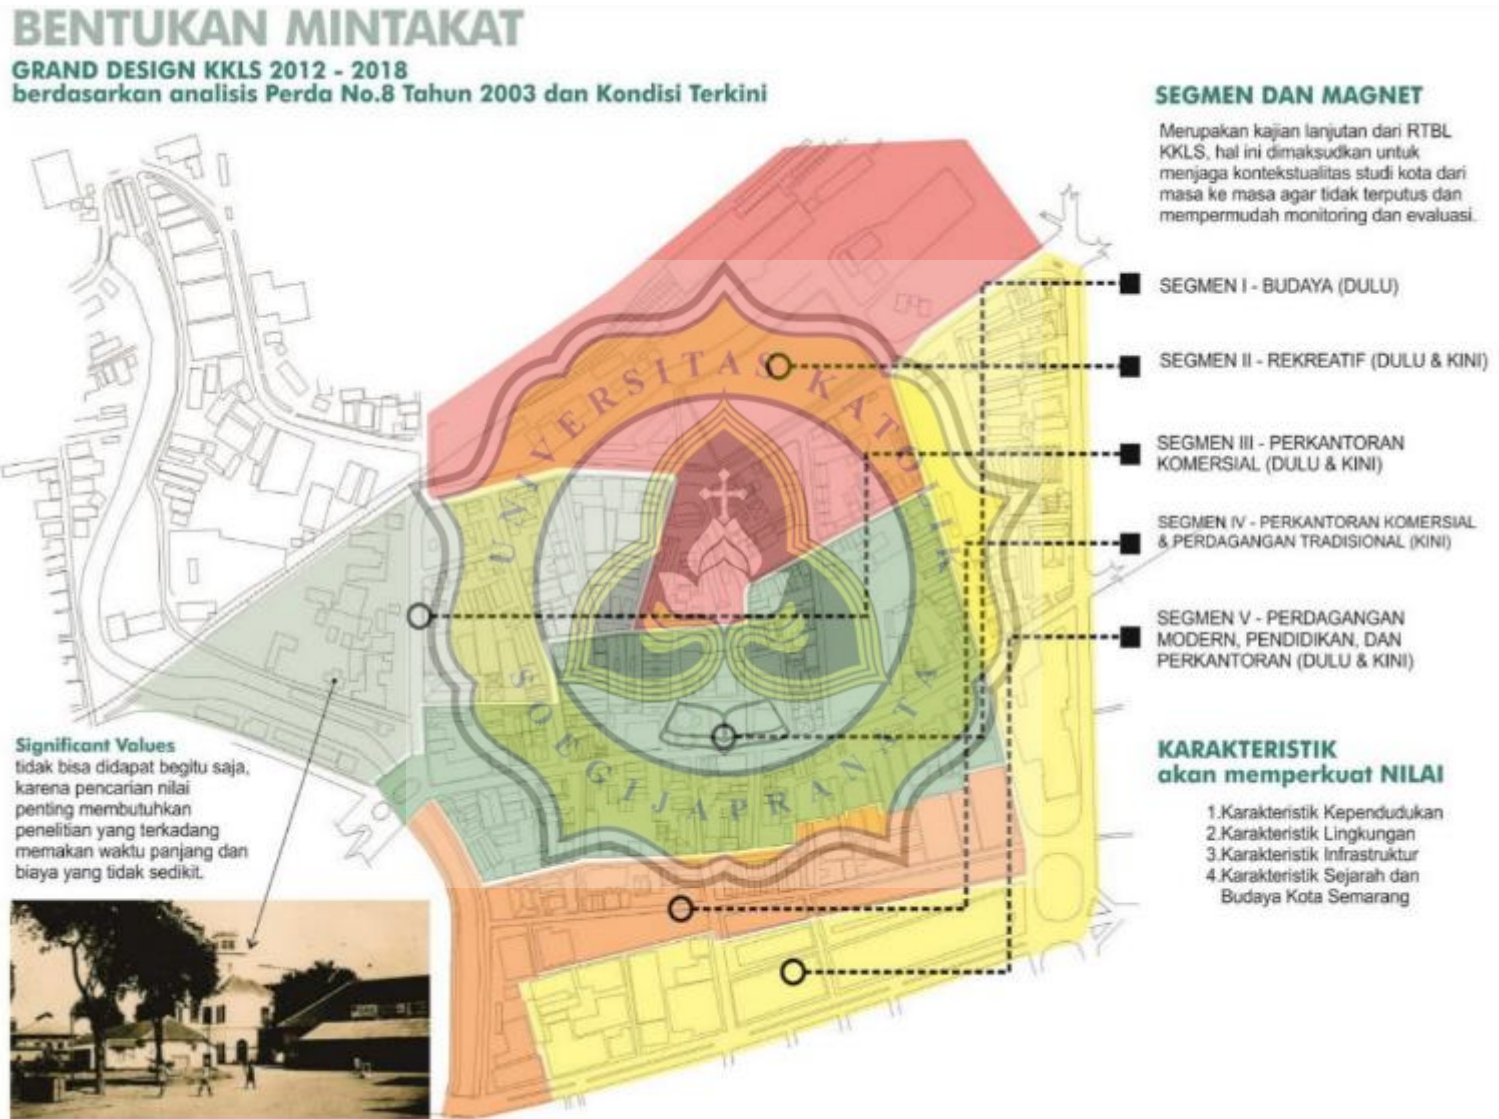 BENTUKAN MINTAKAT
GRAND DESIGN KKLS 2012 - 2018
berdasarkan analisis Perda No.8 Tahun 2003 dan Kondisi Terkini
SEGMEN DAN MAGNET
Merupakan kajian lanjutan dari RTBL
KKLS, hal ini dimaksudkan untuk
menjaga kontekstualitas studi kota dari
masa ke masa agar tidak terputus dan
mempermudah monitoring dan evaluasi.
SEGMEN I - BUDAYA (DULU)
SEGMEN II - REKREATIF (DULU & KINI)
SEGMEN III - PERKANTORAN
KOMERSIAL (DULU & KINI)
SEGMEN IV - PERKANTORAN KOMERSIAL
& PERDAGANGAN TRADISIONAL (KINI)
SEGMEN V - PERDAGANGAN
MODERN, PENDIDIKAN, DAN
PERKANTORAN (DULU & KINI)
UNIVERSITAS KATOLIK
SOEGIJAPRANATA
Significant Values
tidak bisa didapat begitu saja,
karena pencarian nilai
penting membutuhkan
penelitian yang terkadang
memakan waktu panjang dan
biaya yang tidak sedikit.
KARAKTERISTIK
akan memperkuat NILAI
1.Karakteristik Kependudukan
2.Karakteristik Lingkungan
3.Karakteristik Infrastruktur
4.Karakteristik Sejarah dan
Budaya Kota Semarang